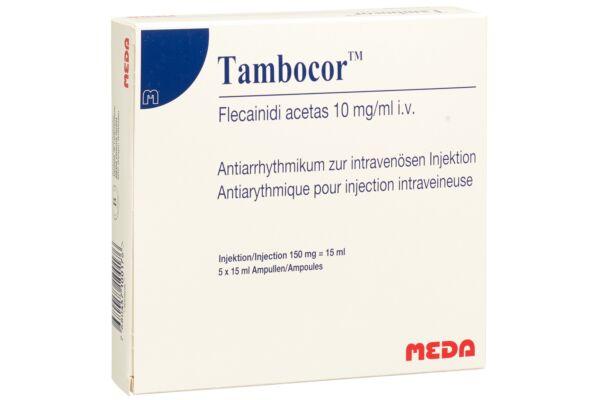 Tambocor™
Flecainidi acetas 10 mg/ml i.v.
Antiarrhythmikum zur intravenösen Injektion
Antiarythmique pour injection intraveineuse
Injektion/Injection 150 mg = 15 ml
5 x 15 ml Ampullen/Ampoules
MEDA
MEDA